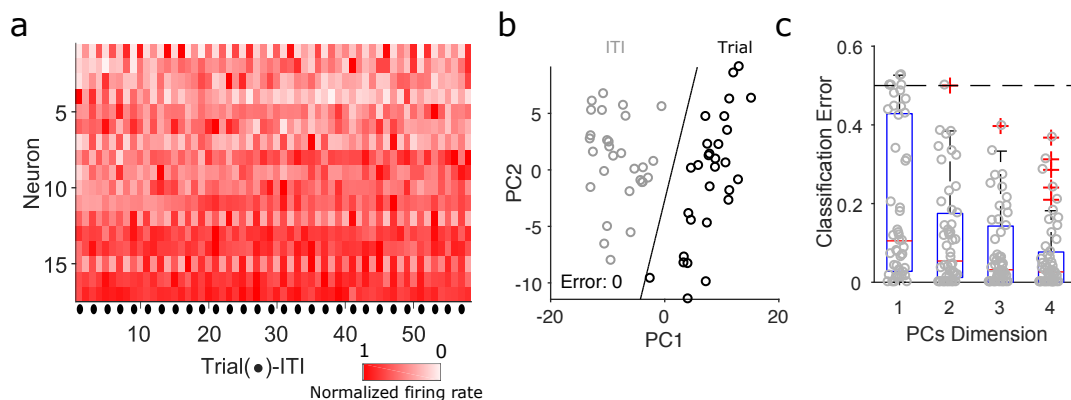 a
Neuron
5
10
15
10 20 30 40 50
Trial(●)-ITI
1 0
Normalized firing rate
b
ITI Trial
PC2
5
0
-5
-10
Error: 0
-20 0 20
PC1
c
Classification Error
0.6
0.4
0.2
0
1 2 3 4
PCs Dimension